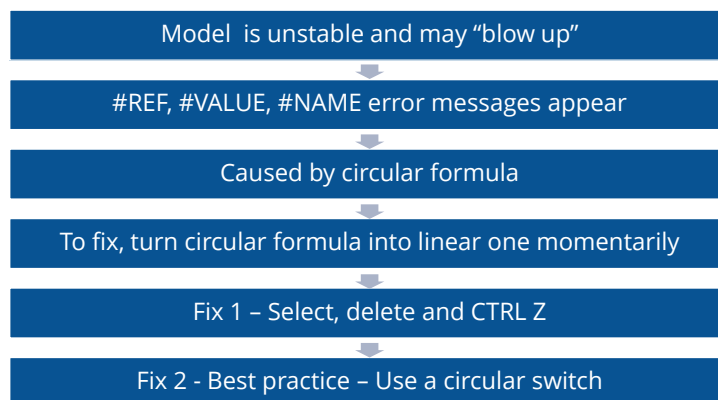 Model is unstable and may “blow up”
#REF, #VALUE, #NAME error messages appear
Caused by circular formula
To fix, turn circular formula into linear one momentarily
Fix 1 – Select, delete and CTRL Z
Fix 2 - Best practice – Use a circular switch